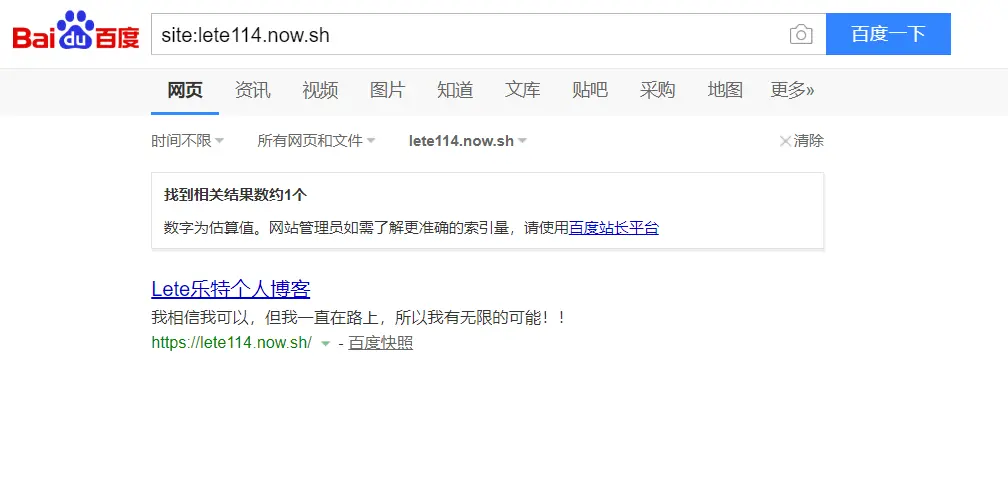 Bai du 百度 site:lete114.now.sh 百度一下
网页 资讯 视频 图片 知道 文库 贴吧 采购 地图 更多»
时间不限 所有网页和文件 lete114.now.sh 清除
找到相关结果数约1个
数字为估算值。网站管理员如需了解更准确的索引量，请使用百度站长平台
Lete乐特个人博客
我相信我可以，但我一直在路上，所以我有无限的可能！！
https://lete114.now.sh/ - 百度快照